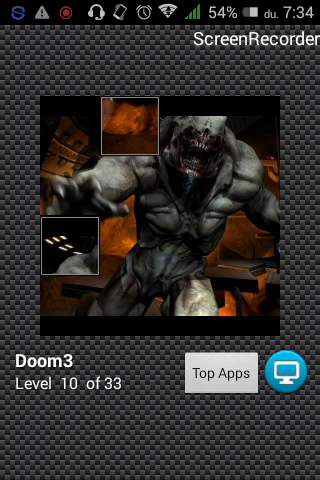 54% du. 7:34
ScreenRecorder
Doom3
Level 10 of 33
Top Apps